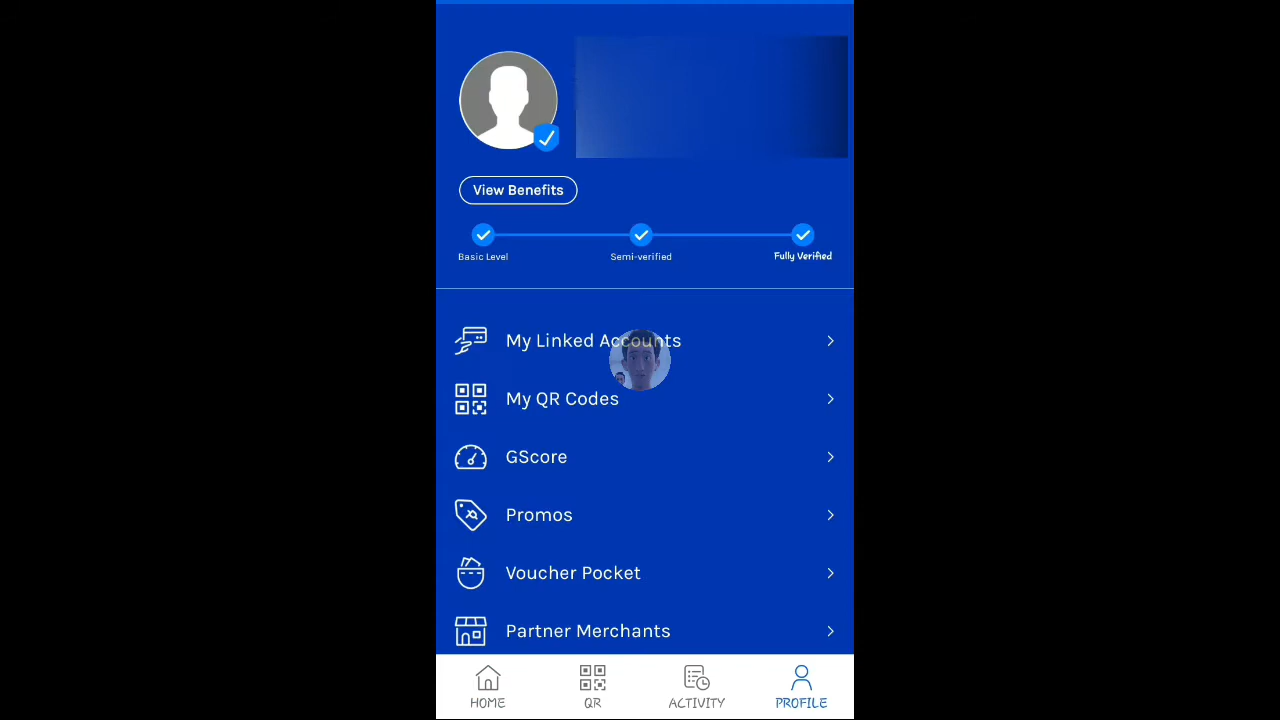 View Benefits
Basic Level
Semi-verified
Fully Verified
My Linked Accounts
My QR Codes
GScore
Promos
Voucher Pocket
Partner Merchants
HOME
QR
ACTIVITY
PROFILE